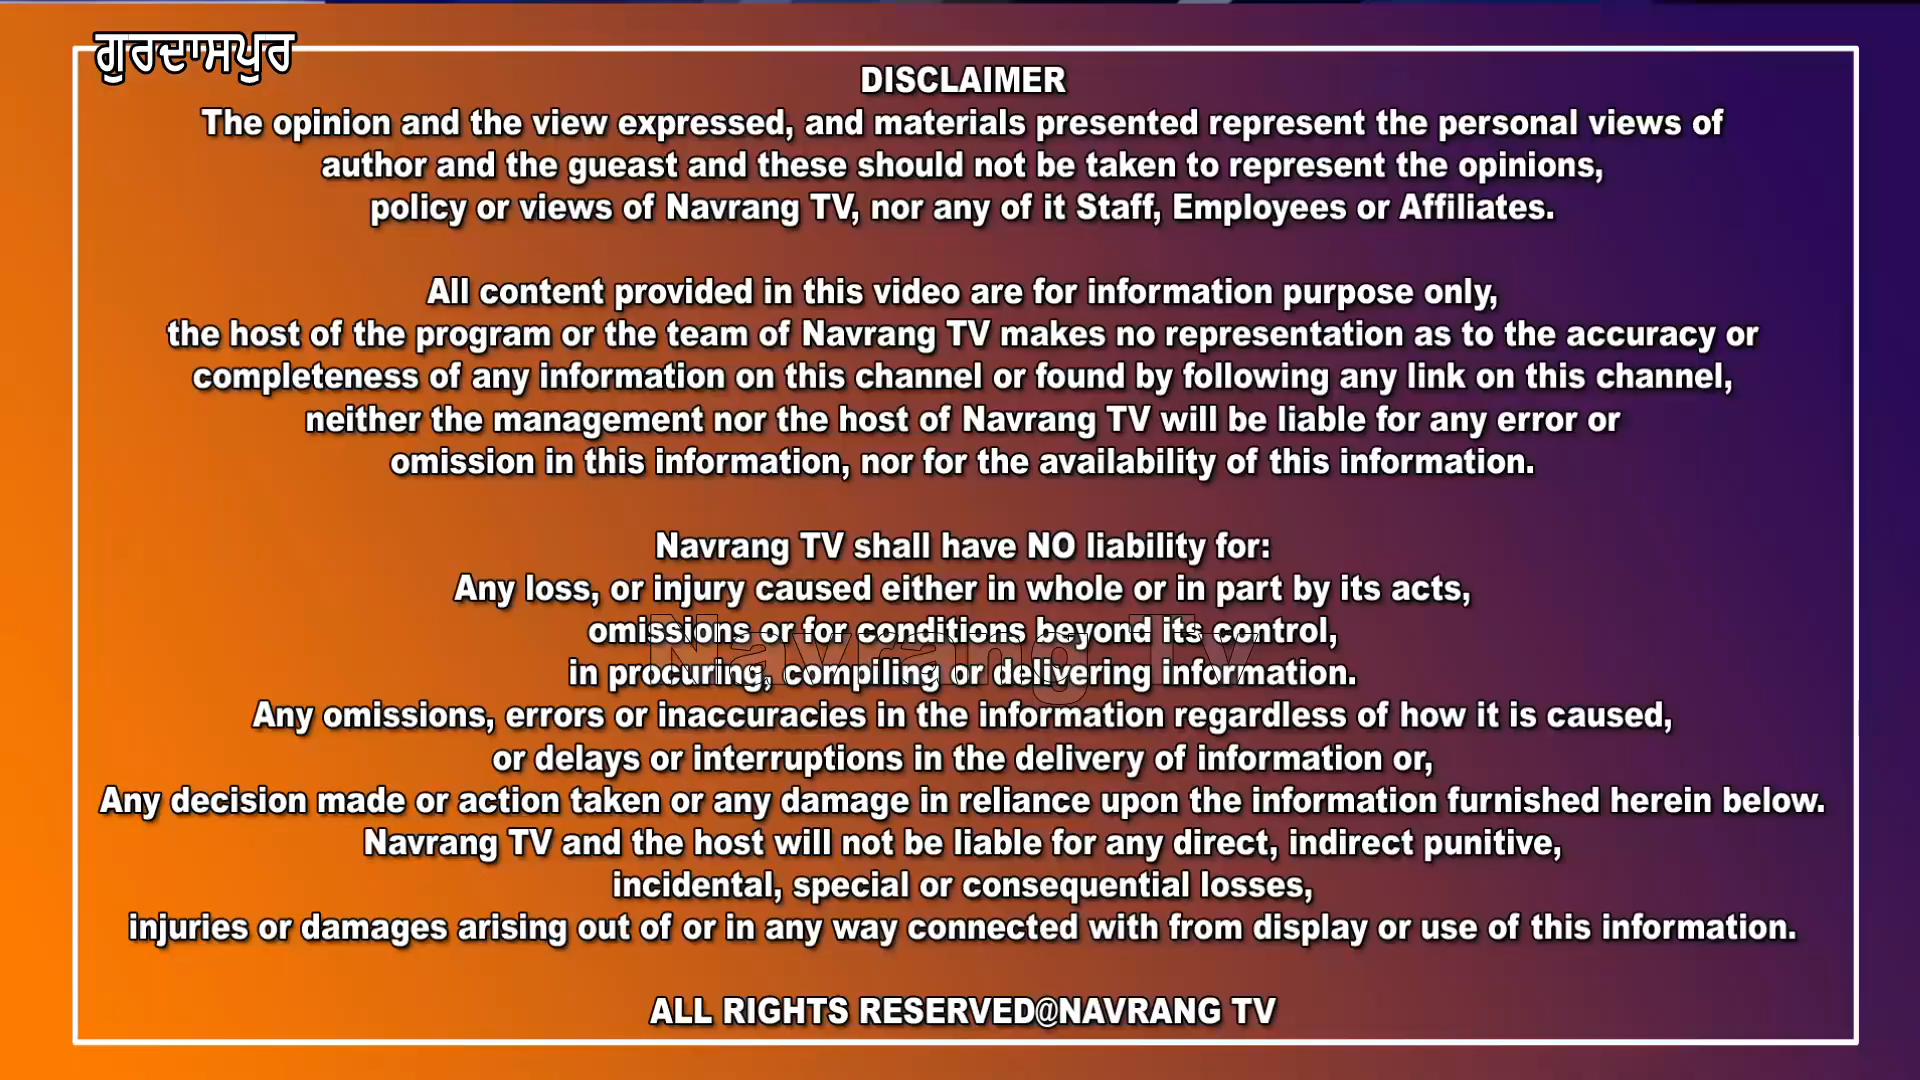 ਗੁਰਦਾਸਪੁਰ
DISCLAIMER
The opinion and the view expressed, and materials presented represent the personal views of
author and the gueast and these should not be taken to represent the opinions,
policy or views of Navrang TV, nor any of it Staff, Employees or Affiliates.
All content provided in this video are for information purpose only,
the host of the program or the team of Navrang TV makes no representation as to the accuracy or
completeness of any information on this channel or found by following any link on this channel,
neither the management nor the host of Navrang TV will be liable for any error or
omission in this information, nor for the availability of this information.
Navrang TV shall have NO liability for:
Any loss, or injury caused either in whole or in part by its acts,
omissions or for conditions beyond its control,
Navrang Tv
in procuring, compiling or delivering information.
Any omissions, errors or inaccuracies in the information regardless of how it is caused,
or delays or interruptions in the delivery of information or,
Any decision made or action taken or any damage in reliance upon the information furnished herein below.
Navrang TV and the host will not be liable for any direct, indirect punitive,
incidental, special or consequential losses,
injuries or damages arising out of or in any way connected with from display or use of this information.
ALL RIGHTS RESERVED@NAVRANG TV